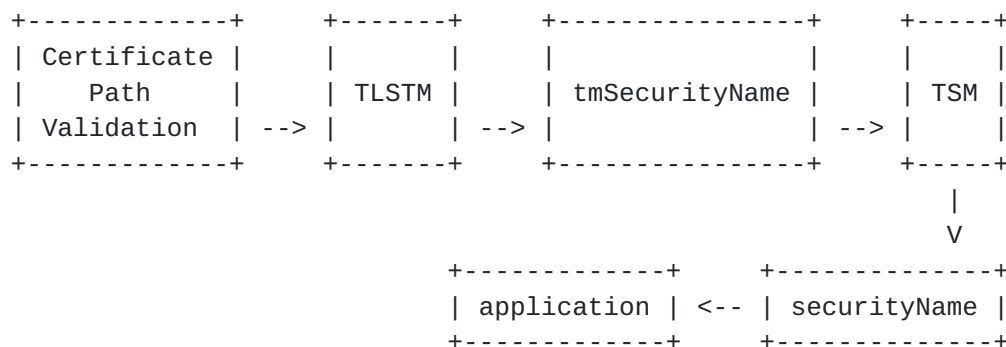 +-------------+     +-------+     +----------------+     +-----+
| Certificate |     |       |     |                |     |     |
|    Path     |     | TLSTM |     | tmSecurityName |     | TSM |
| Validation  | --> |       | --> |                | --> |     |
+-------------+     +-------+     +----------------+     +-----+
                                                            |
                                                            V
                            +-------------+     +--------------+
                            | application | <-- | securityName |
                            +-------------+     +--------------+